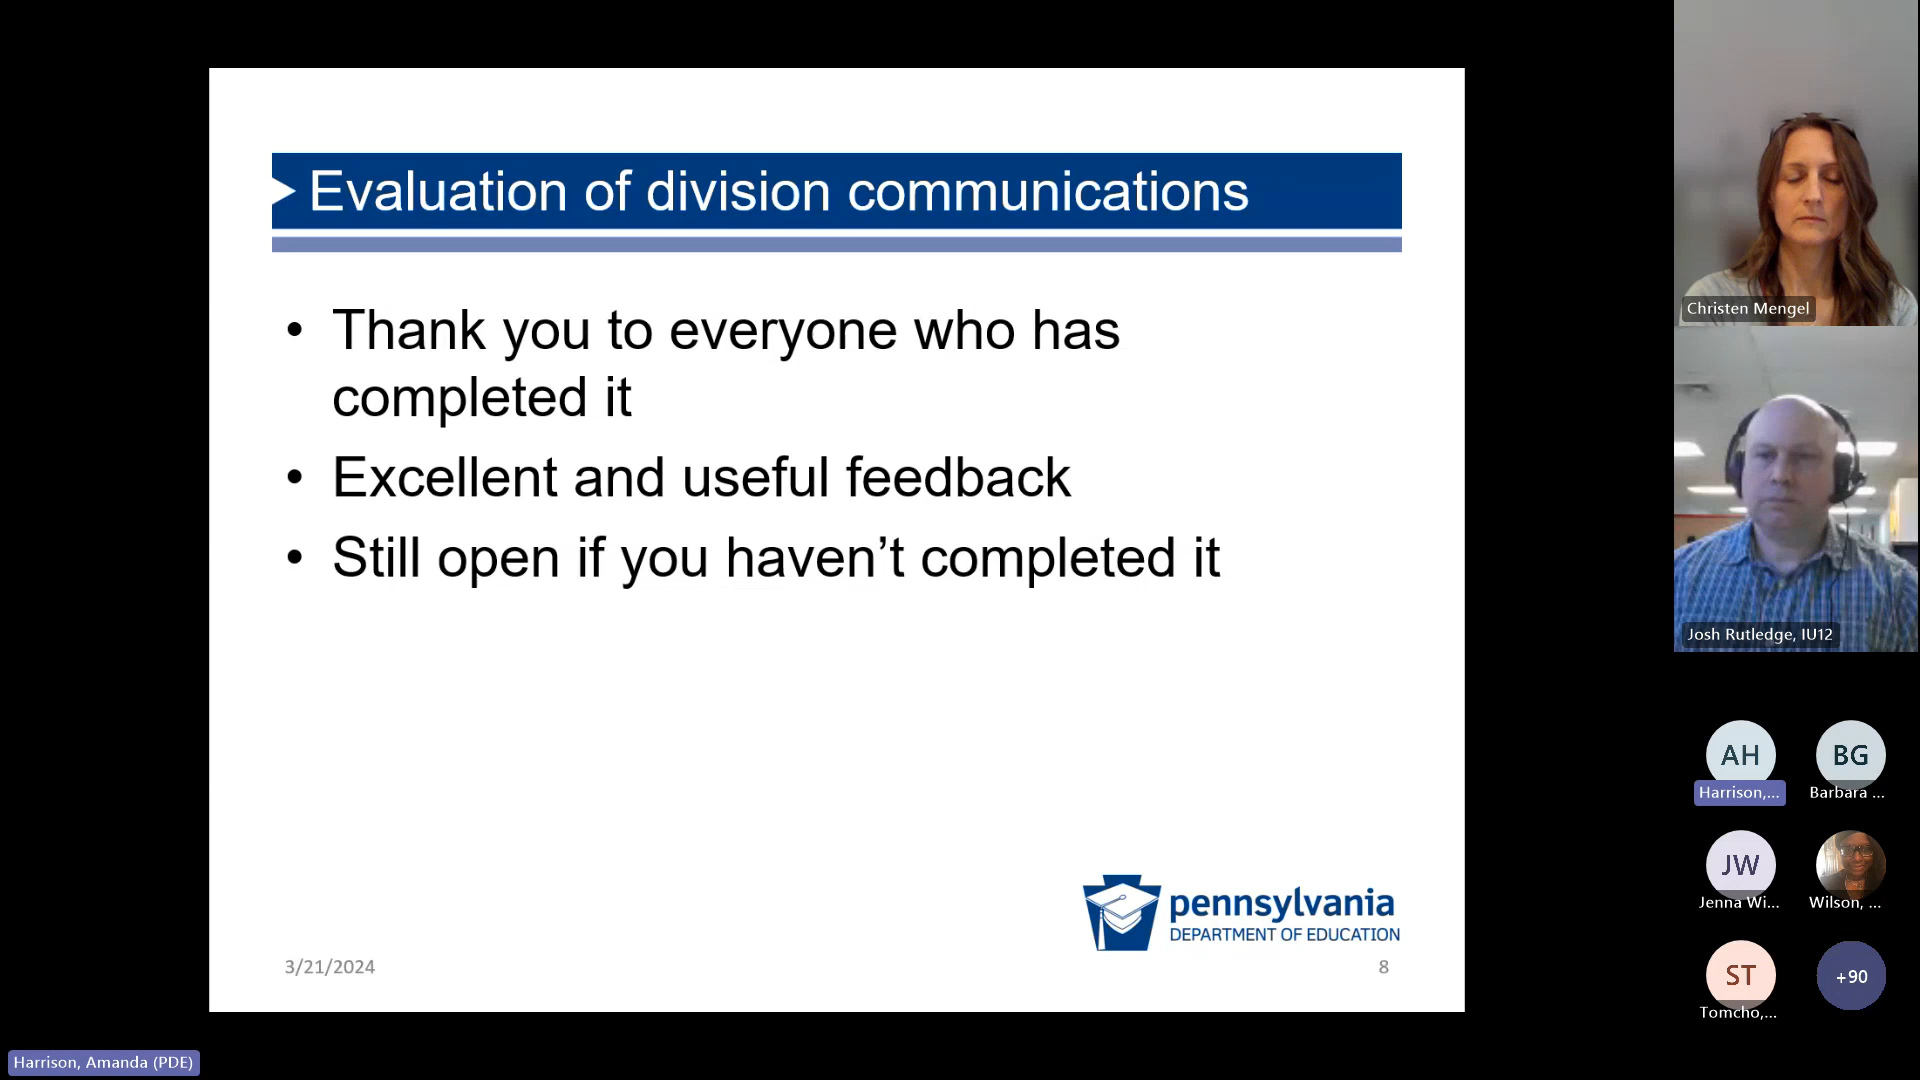 Evaluation of division communications
• Thank you to everyone who has
completed it
• Excellent and useful feedback
• Still open if you haven’t completed it
pennsylvania
DEPARTMENT OF EDUCATION
3/21/2024
8
Christen Mengel
Josh Rutledge, IU12
AH
Harrison,...
BG
Barbara ...
JW
Jenna Wi...
Wilson, ...
ST
Tomcho,...
+90
Harrison, Amanda (PDE)